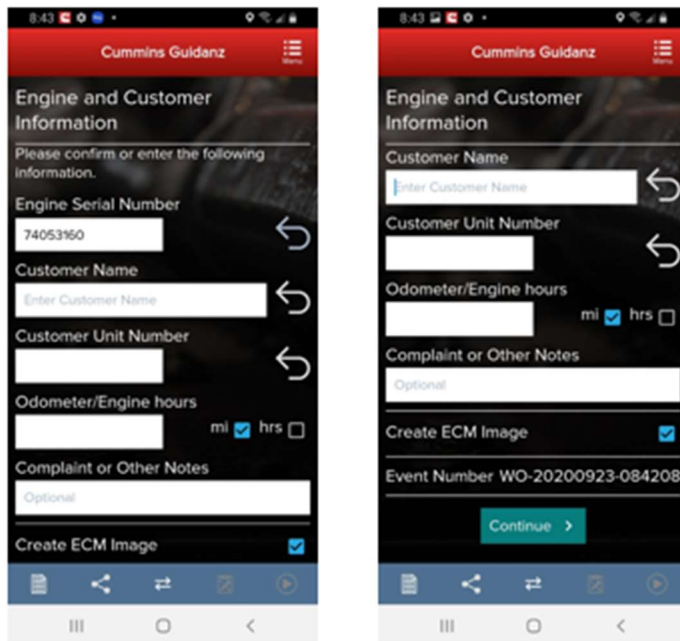 8:43
Cummins Guidanz
Menu
Engine and Customer
Information
Please confirm or enter the following
information.
Engine Serial Number
74053160
Customer Name
Enter Customer Name
Customer Unit Number
Odometer/Engine hours
mi hrs
Complaint or Other Notes
Optional
Create ECM Image
8:43
Cummins Guidanz
Menu
Engine and Customer
Information
Customer Name
Enter Customer Name
Customer Unit Number
Odometer/Engine hours
mi hrs
Complaint or Other Notes
Optional
Create ECM Image
Event Number WO-20200923-084208
Continue >